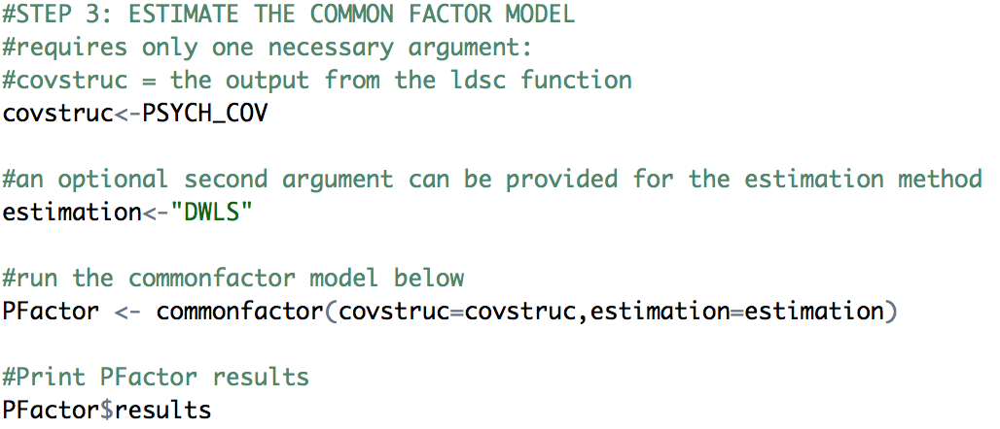 #STEP 3: ESTIMATE THE COMMON FACTOR MODEL
#requires only one necessary argument:
#covstruc = the output from the ldsc function
covstruc<-PSYCH_COV
#an optional second argument can be provided for the estimation method
estimation<-"DWLS"
#run the commonfactor model below
PFactor <- commonfactor(covstruc=covstruc,estimation=estimation)
#Print PFactor results
PFactor$results